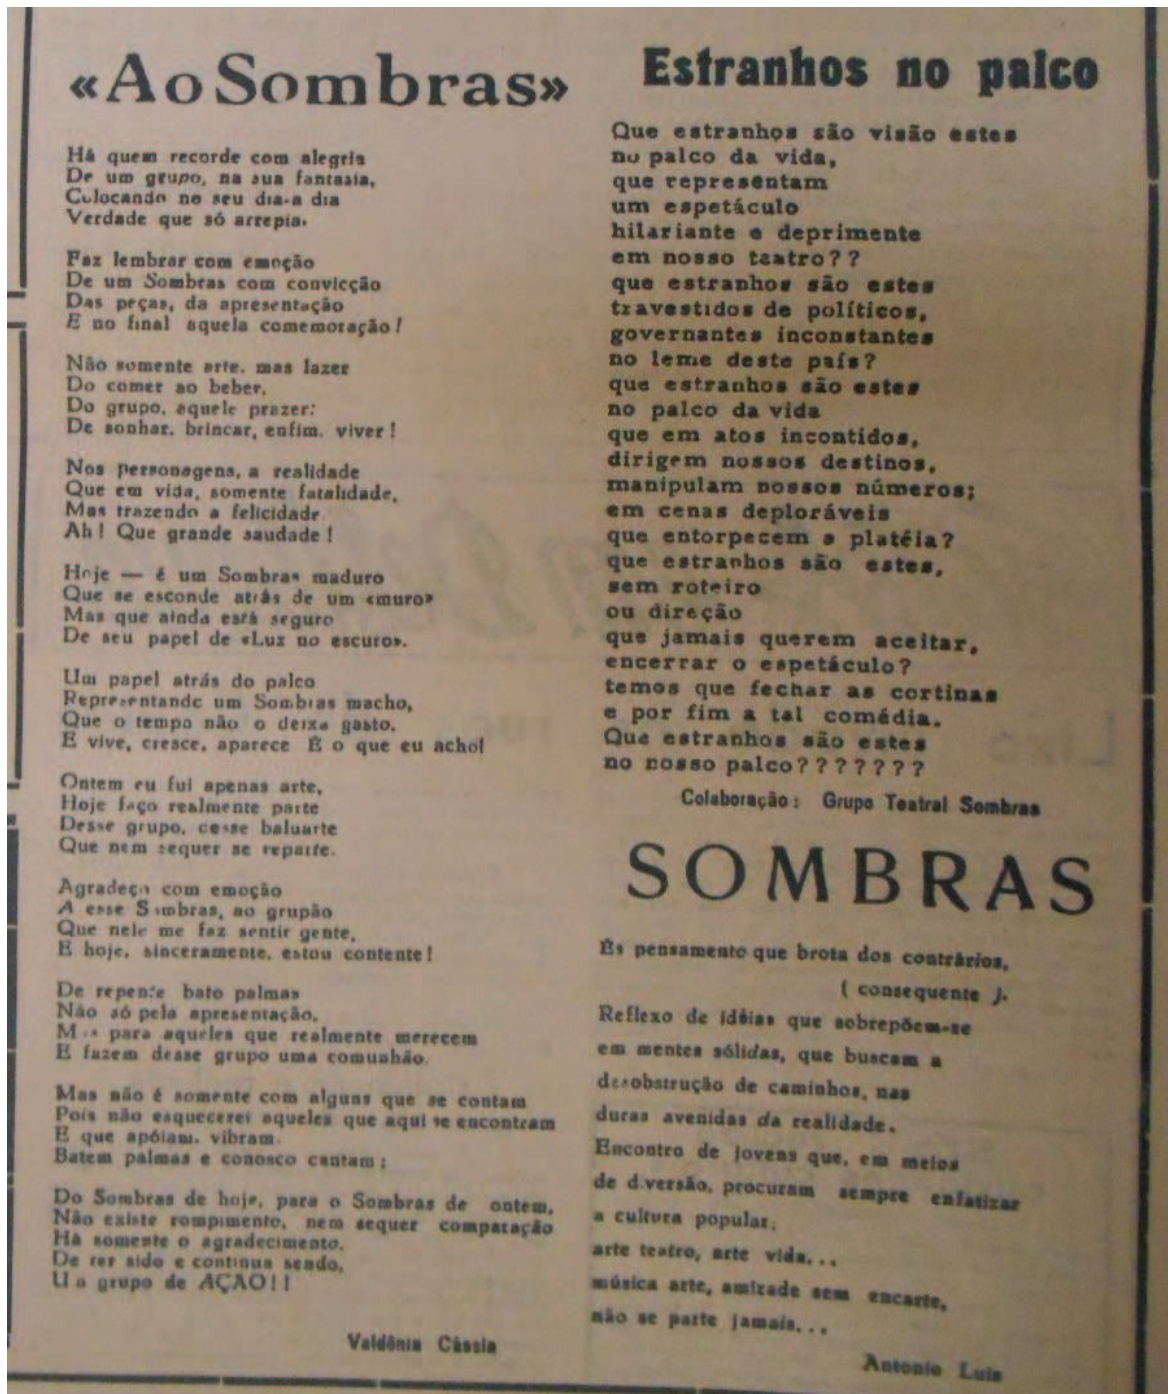 «Ao Sombras»
Há quem recorde com alegria
De um grupo, na sua fantasia,
Colocando no seu dia-a dia
Verdade que só arrepia.
Faz lembrar com emoção
De um Sombras com convicção
Das peças, da apresentação
E no final aquela comemoração!
Não somente arte, mas lazer
Do comer ao beber,
Do grupo, aquele prazer:
De sonhar, brincar, enfim, viver!
Nos personagens, a realidade
Que em vida, somente fatalidade,
Mas trazendo a felicidade
Ah! Que grande saudade!
Hoje — é um Sombras maduro
Que se esconde atrás de um «muro»
Mas que ainda está seguro
De seu papel de «Luz no escuro».
Um papel atrás do palco
Representando um Sombras macho,
Que o tempo não o deixa gasto.
E vive, cresce, aparece É o que eu acho!
Ontem eu fui apenas arte,
Hoje faço realmente parte
Desse grupo, desse baluarte
Que nem sequer se reparte.
Agradeço com emoção
A esse Sombras, ao grupão
Que nele me faz sentir gente,
E hoje, sinceramente, estou contente!
De repente bato palmas
Não só pela apresentação,
Mas para aqueles que realmente merecem
E fazem desse grupo uma comunhão.
Mas não é somente com alguns que se contam
Pois não esquecerei aqueles que aqui se encontram
E que apóiam, vibram.
Batem palmas e conosco cantam:
Do Sombras de hoje, para o Sombras de ontem,
Não existe rompimento, nem sequer comparação
Há somente o agradecimento,
De ter sido e continua sendo,
Um grupo de AÇÃO!!
Valdênia Cássia
Estranhos no palco
Que estranhos são visão estes
no palco da vida,
que representam
um espetáculo
hilariante e deprimente
em nosso teatro??
que estranhos são estes
travestidos de políticos,
governantes inconstantes
no leme deste país?
que estranhos são estes
no palco da vida
que em atos incontidos,
dirigem nossos destinos,
manipulam nossos números;
em cenas deploráveis
que entorpecem a platéia?
que estranhos são estes,
sem roteiro
ou direção
que jamais querem aceitar,
encerrar o espetáculo?
temos que fechar as cortinas
e por fim a tal comédia.
Que estranhos são estes
no nosso palco???????
Colaboração: Grupo Teatral Sombras
SOMBRAS
És pensamento que brota dos contrários,
( consequente ).
Reflexo de idéias que sobrepõem-se
em mentes sólidas, que buscam a
desobstrução de caminhos, nas
duras avenidas da realidade.
Encontro de jovens que, em meios
de diversão, procuram sempre enfatizar
a cultura popular;
arte teatro, arte vida...
música arte, amizade sem encarte,
não se parte jamais...
Antonio Luis